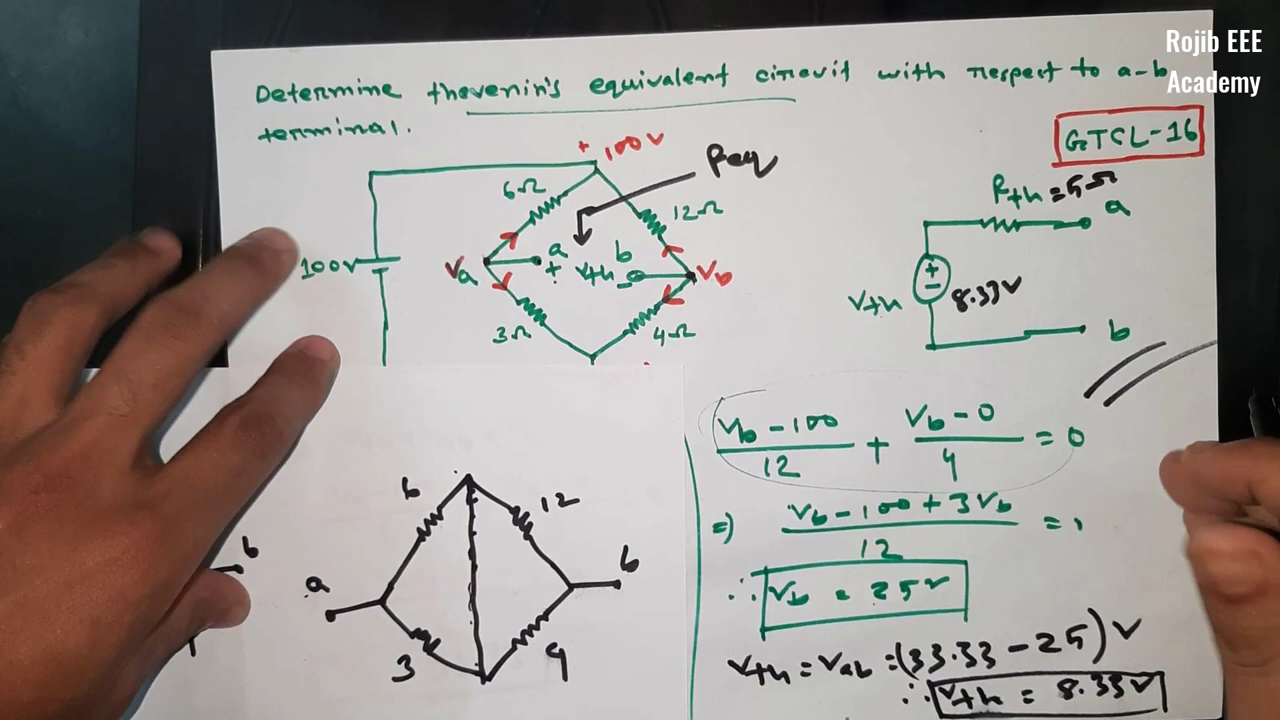 Rojib EEE
Academy
Determine thevenin's equivalent circuit with respect to a-b
terminal.
GTCL-16
+ 100V
Req
6Ω
12Ω
Rth = 5Ω
a
100V
Va
a
+
Vth
b
-
Vb
3Ω
4Ω
+
-
Vth
8.33V
b
Vb - 100 / 12 + Vb - 0 / 4 = 0
=> Vb - 100 + 3Vb / 12 =
∴ Vb = 25V
Vth = Vab = (33.33 - 25) V
∴ Vth = 8.33V
6
12
a
b
3
4
b